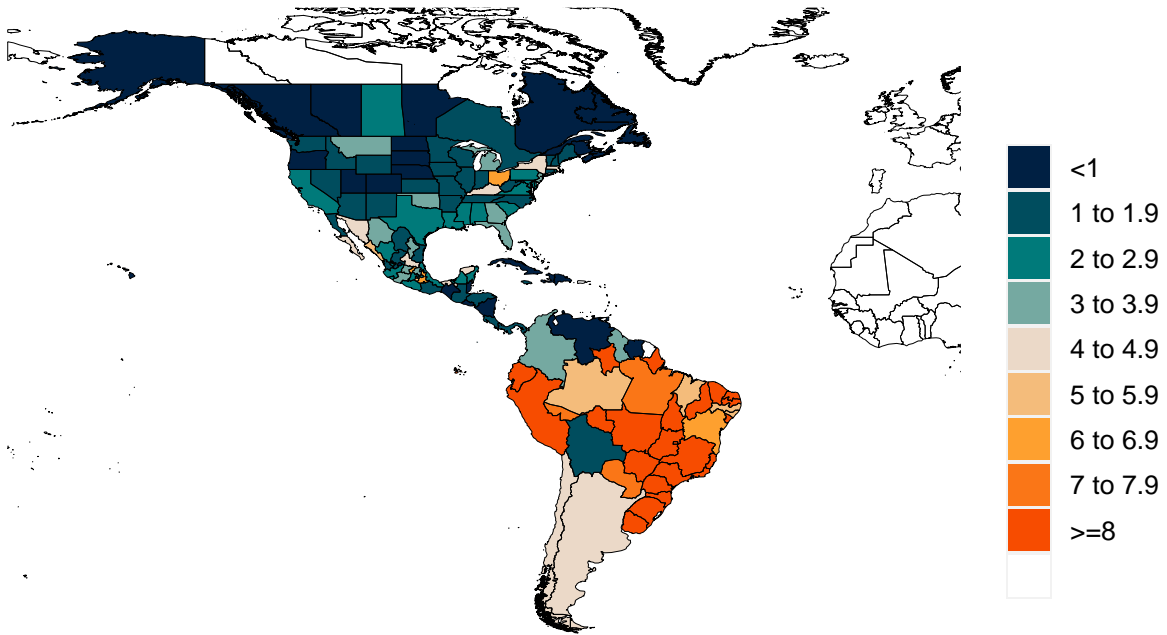 <1
1 to 1.9
2 to 2.9
3 to 3.9
4 to 4.9
5 to 5.9
6 to 6.9
7 to 7.9
>=8